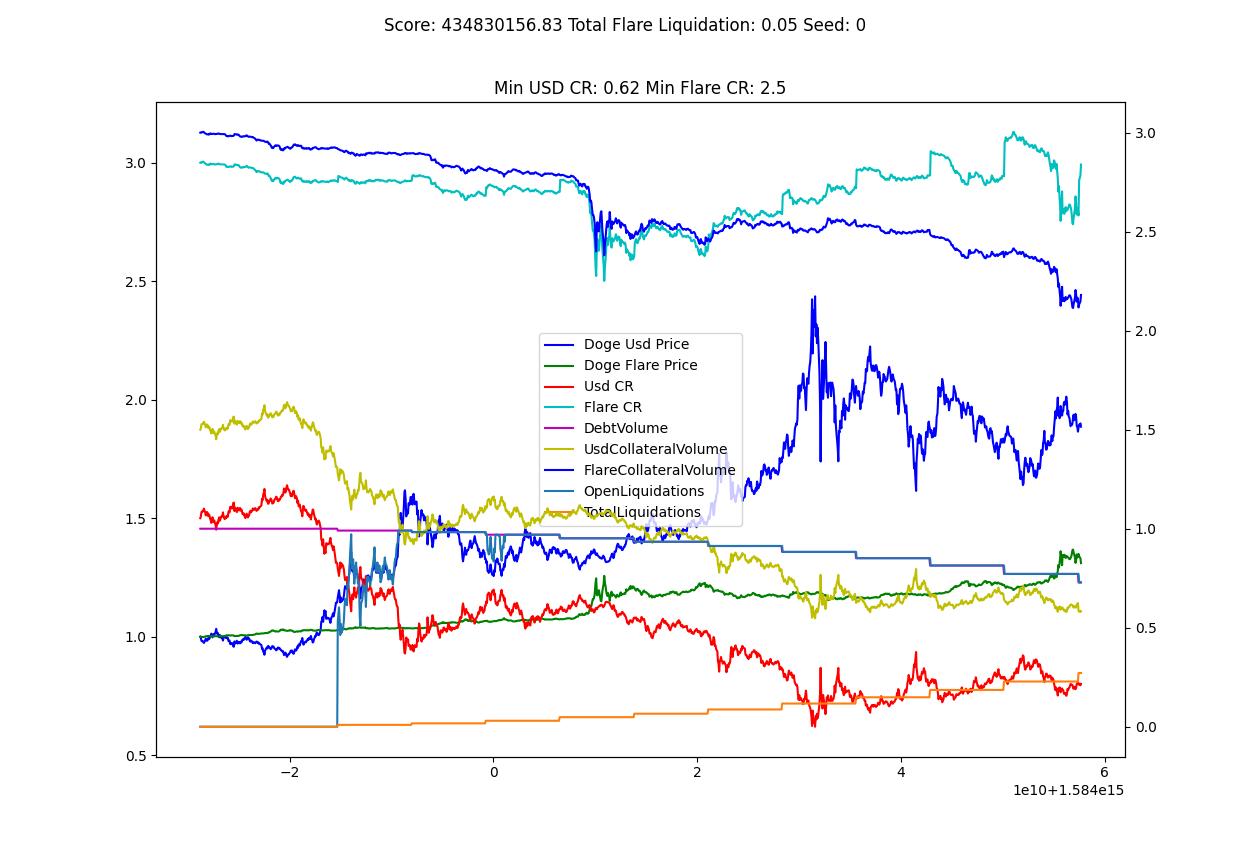 Score: 434830156.83 Total Flare Liquidation: 0.05 Seed: 0
Min USD CR: 0.62 Min Flare CR: 2.5
3.0
2.5
2.0
1.5
1.0
0.5
3.0
2.5
2.0
1.5
1.0
0.5
0.0
Doge Usd Price
Doge Flare Price
Usd CR
Flare CR
DebtVolume
UsdCollateralVolume
FlareCollateralVolume
OpenLiquidations
TotalLiquidations
−2 0 2 4 6
1e10+1.584e15